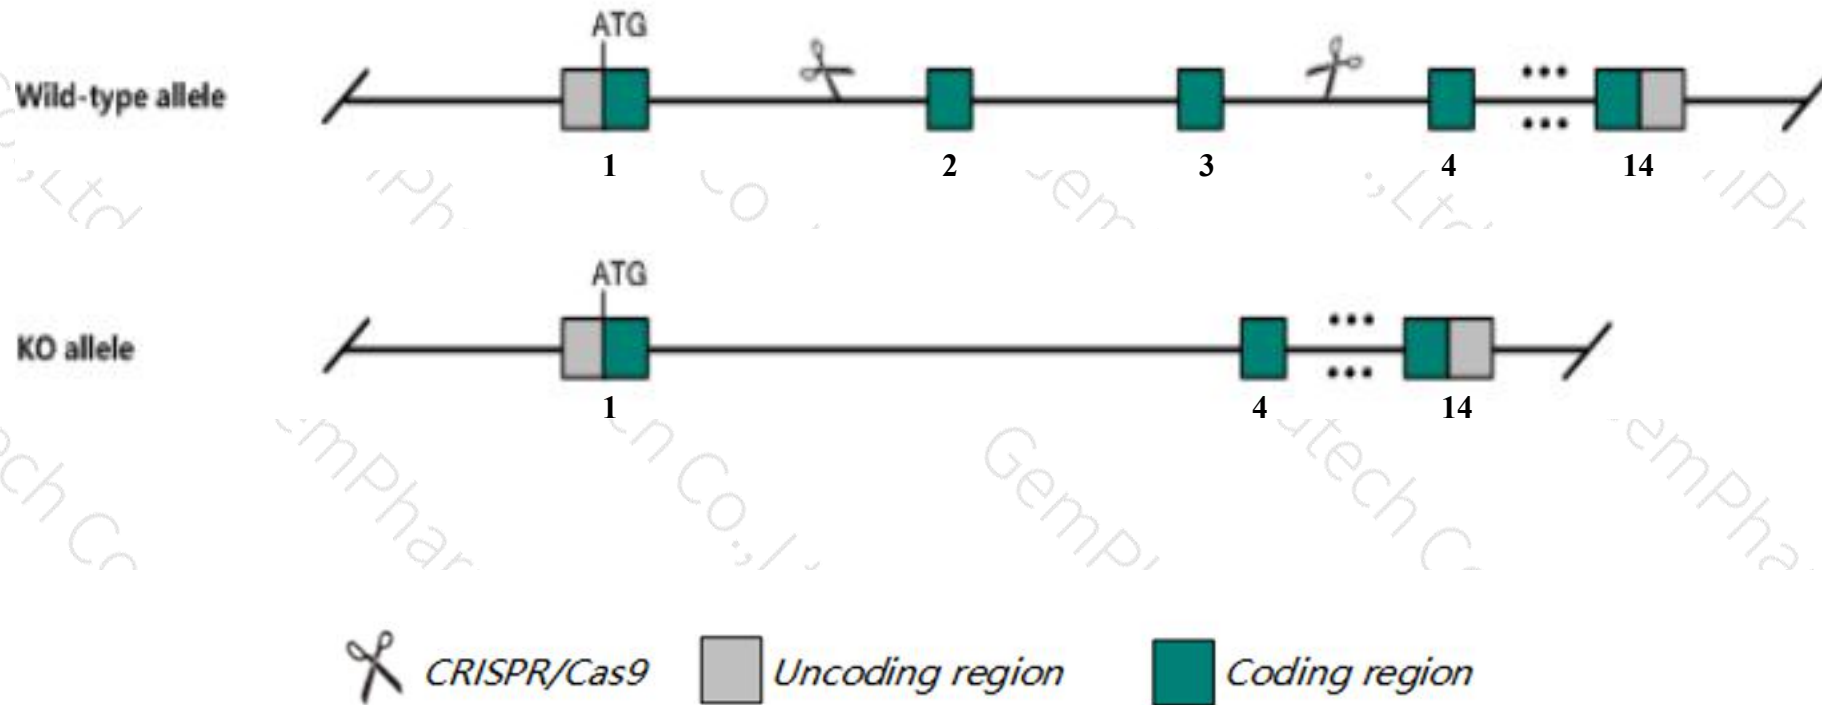 ATG
Wild-type allele
1 2 3 4 14
ATG
KO allele
1 4 14
CRISPR/Cas9 Uncoding region Coding region